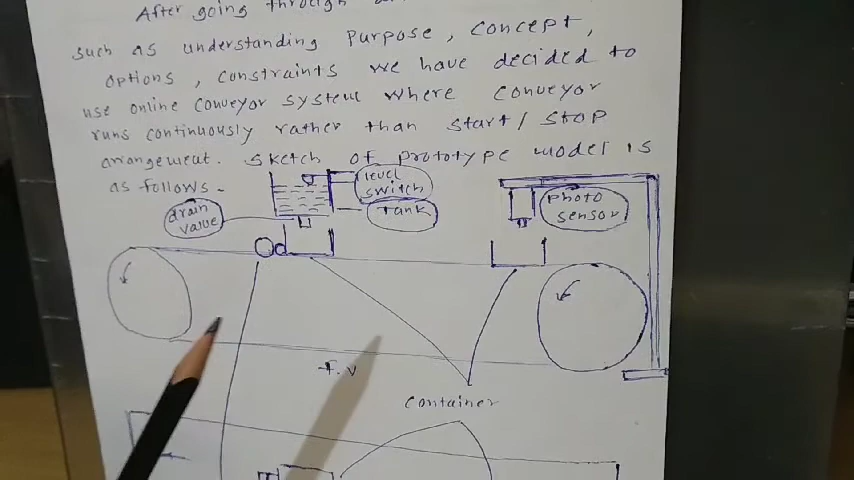 After going through
such as understanding purpose, concept,
options, constraints we have decided to
use online conveyor system where conveyor
runs continuously rather than start/stop
arrangement. sketch of prototype model is
as follows-
level
switch
Tank
drain
valve
photo
sensor
F.V
Container